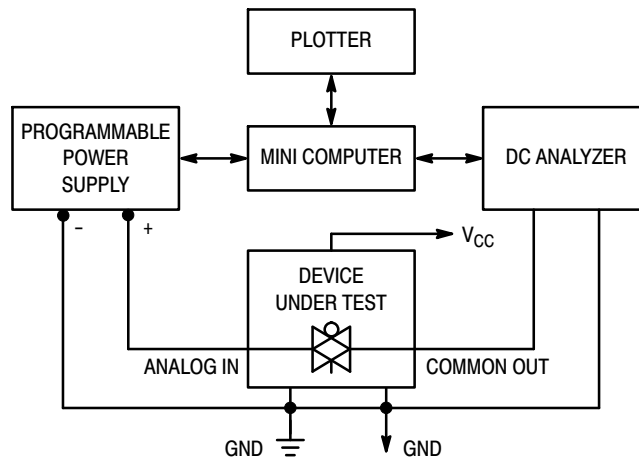 PLOTTER
PROGRAMMABLE
POWER
SUPPLY
MINI COMPUTER
DC ANALYZER
– +
VCC
DEVICE
UNDER TEST
ANALOG IN
COMMON OUT
GND
GND